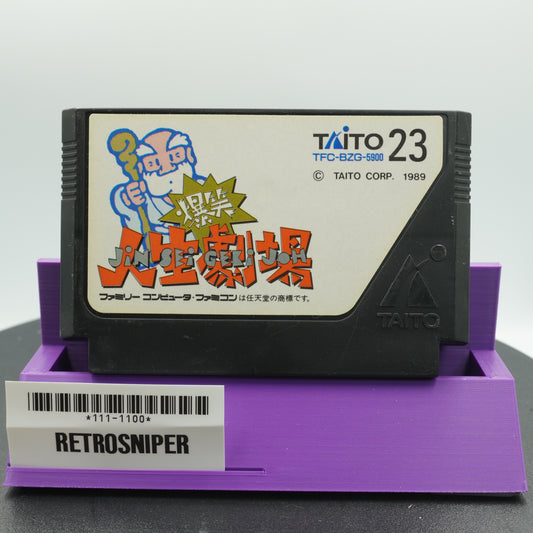 TAITO 23
TFC-BZG-5900
© TAITO CORP. 1989
爆笑
人生劇場
JINSEI GEKIJOH
ファミリー コンピュータ・ファミコンは任天堂の商標です。
TAITO
*111-1100*
RETROSNIPER